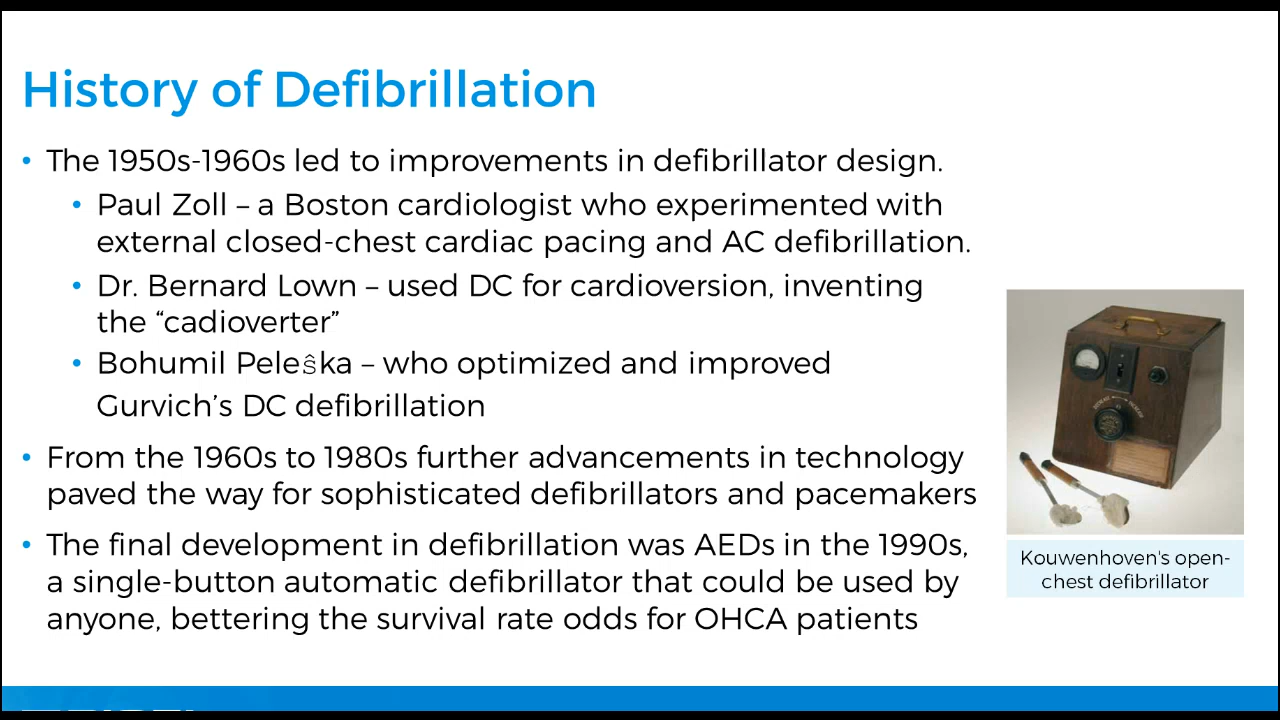 History of Defibrillation
• The 1950s-1960s led to improvements in defibrillator design.
• Paul Zoll – a Boston cardiologist who experimented with
external closed-chest cardiac pacing and AC defibrillation.
• Dr. Bernard Lown – used DC for cardioversion, inventing
the “cadioverter”
• Bohumil Peleŝka – who optimized and improved
Gurvich’s DC defibrillation
• From the 1960s to 1980s further advancements in technology
paved the way for sophisticated defibrillators and pacemakers
• The final development in defibrillation was AEDs in the 1990s,
a single-button automatic defibrillator that could be used by
anyone, bettering the survival rate odds for OHCA patients
Kouwenhoven's open-
chest defibrillator